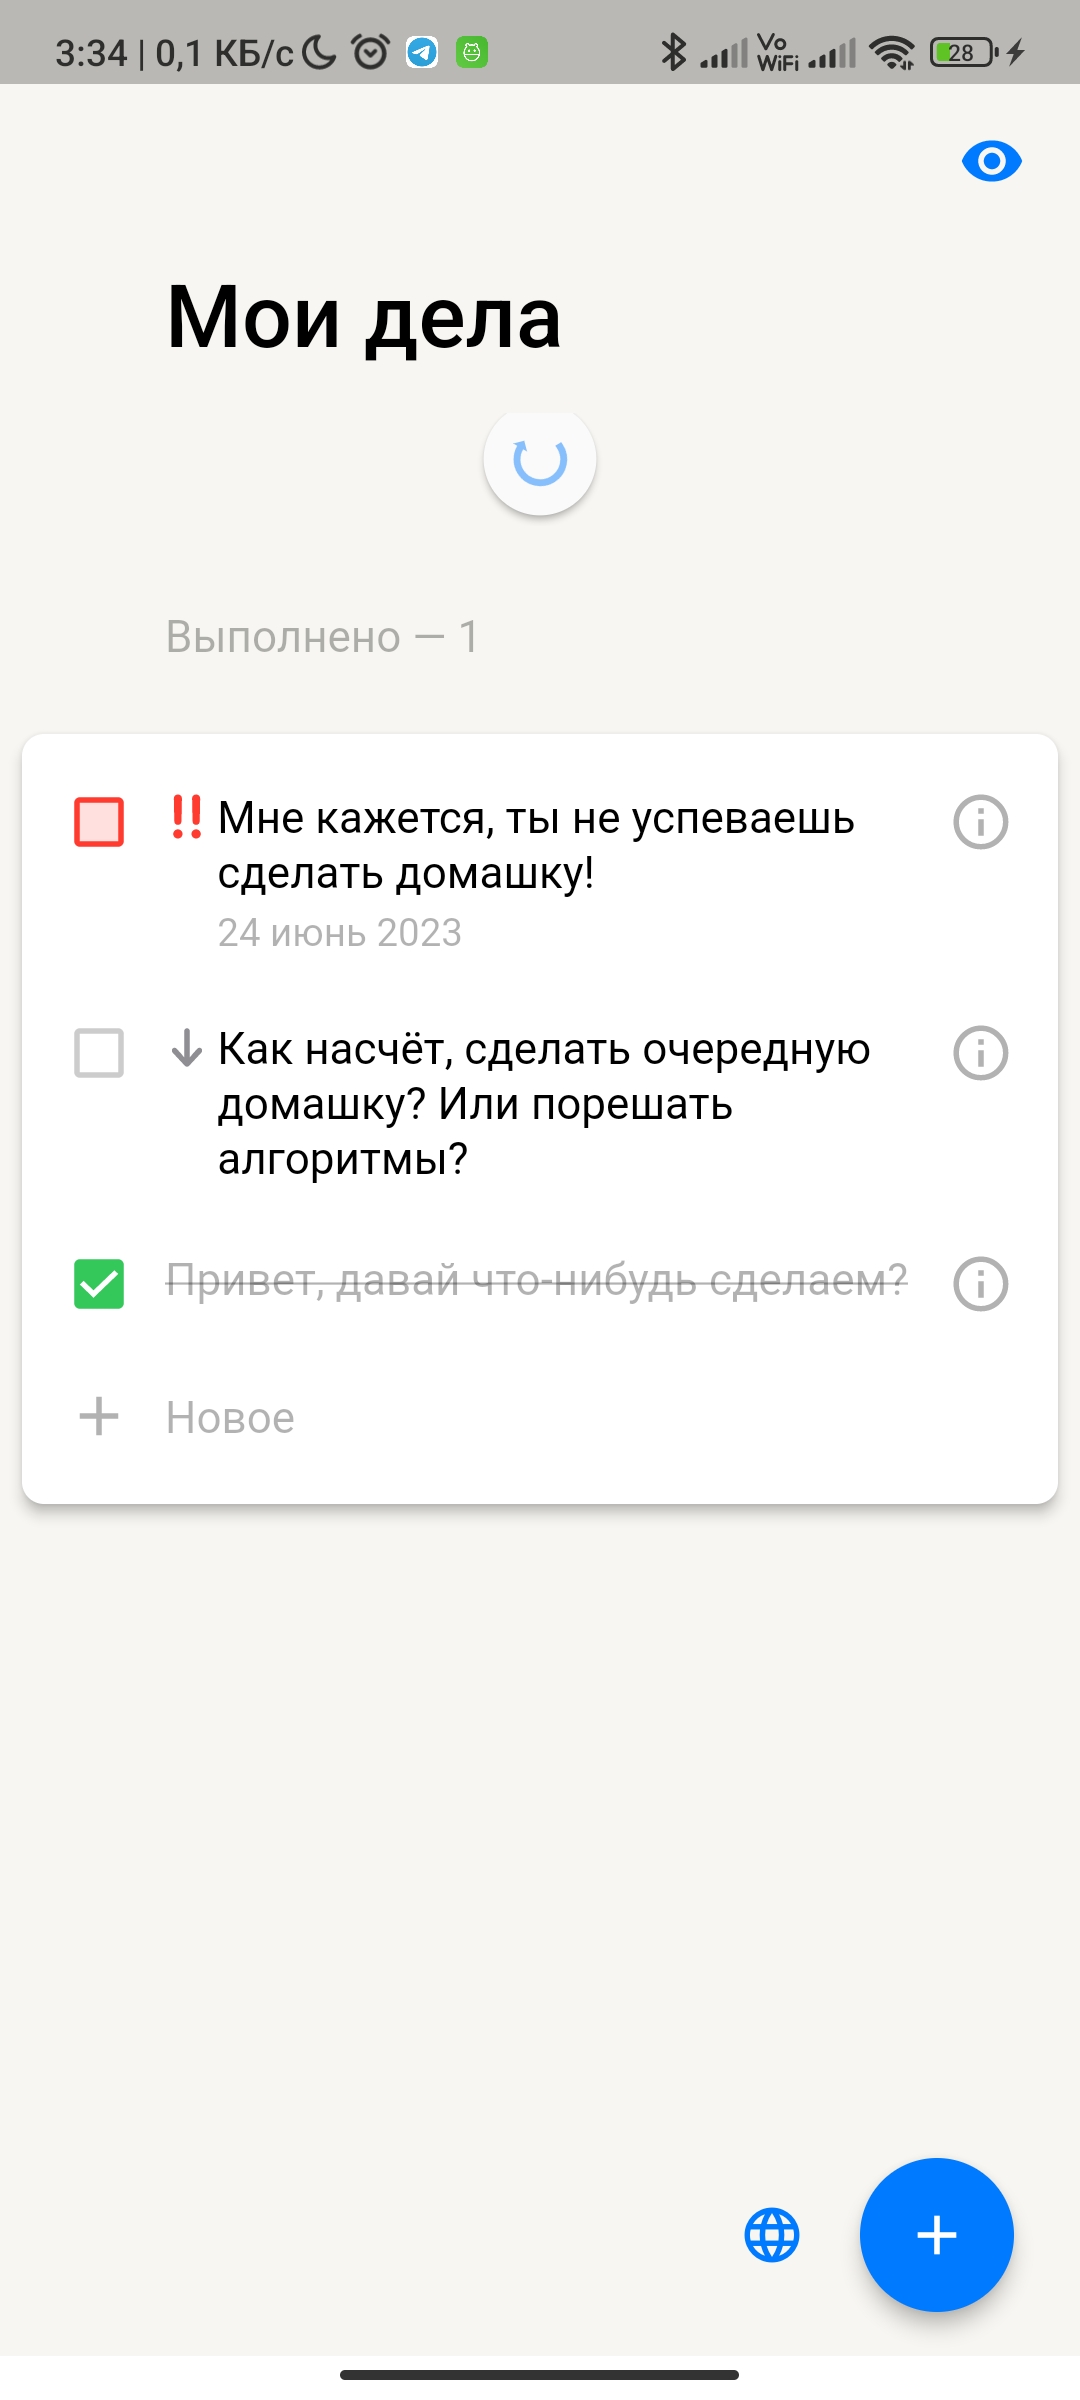 3:34 | 0,1 КБ/с
Vo
WiFi
28
Мои дела
Выполнено — 1
!! Мне кажется, ты не успеваешь
сделать домашку!
24 июнь 2023
Как насчёт, сделать очередную
домашку? Или порешать
алгоритмы?
Привет, давай что-нибудь сделаем?
Новое